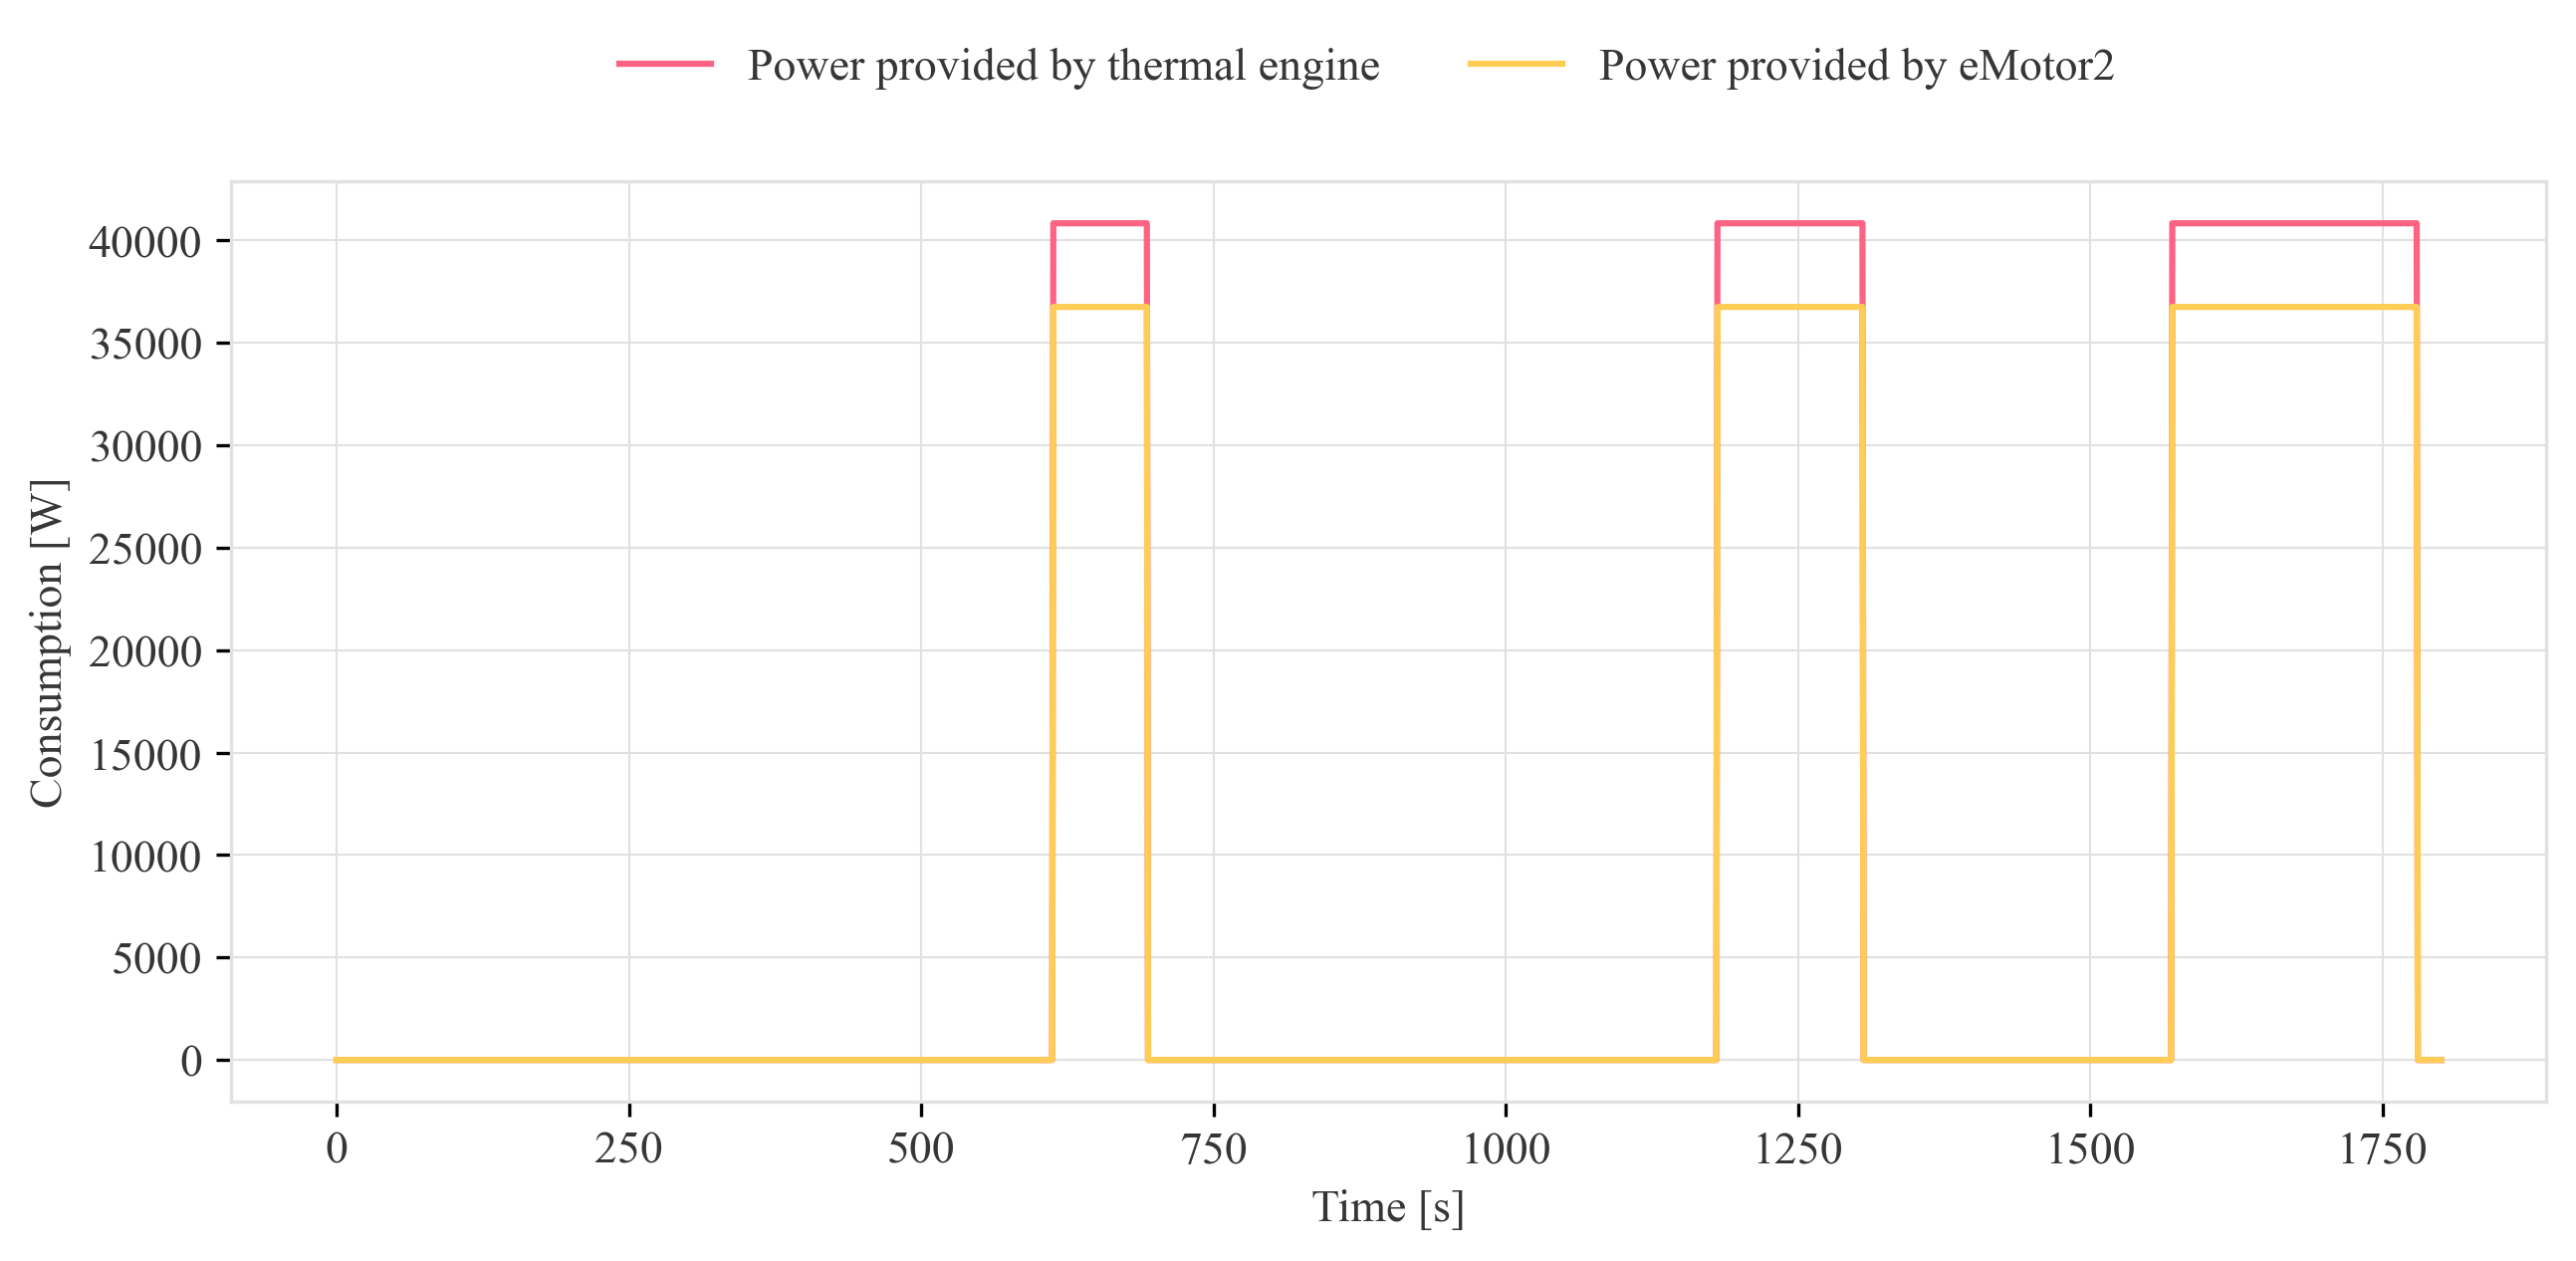 Power provided by thermal engine
Power provided by eMotor2
40000
35000
30000
25000
20000
15000
10000
5000
0
Consumption [W]
0 250 500 750 1000 1250 1500 1750
Time [s]